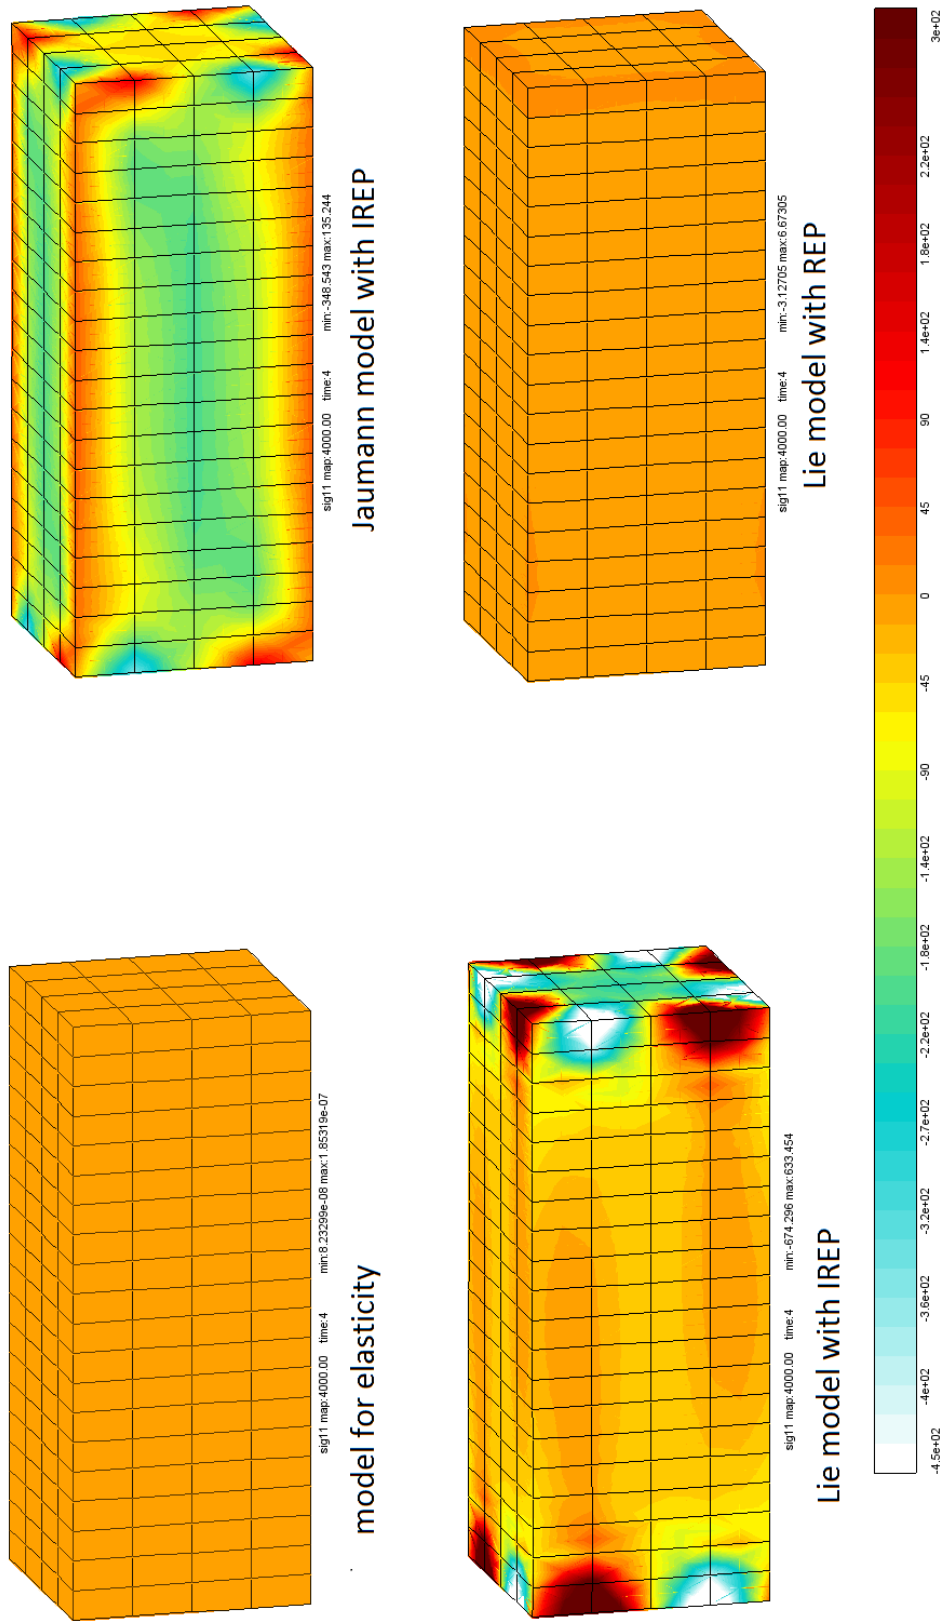 sig11 map:4000.00 time:4 min:8.23299e-08 max:1.85319e-07
model for elasticity
sig11 map:4000.00 time:4 min:-348.543 max:135.244
Jaumann model with IREP
sig11 map:4000.00 time:4 min:-674.296 max:633.454
Lie model with IREP
sig11 map:4000.00 time:4 min:-3.12705 max:6.67305
Lie model with REP
-4.5e+02 -4e+02 -3.6e+02 -3.2e+02 -2.7e+02 -2.2e+02 -1.8e+02 -1.4e+02 -90 -45 0 45 90 1.4e+02 1.8e+02 2.2e+02 3e+02